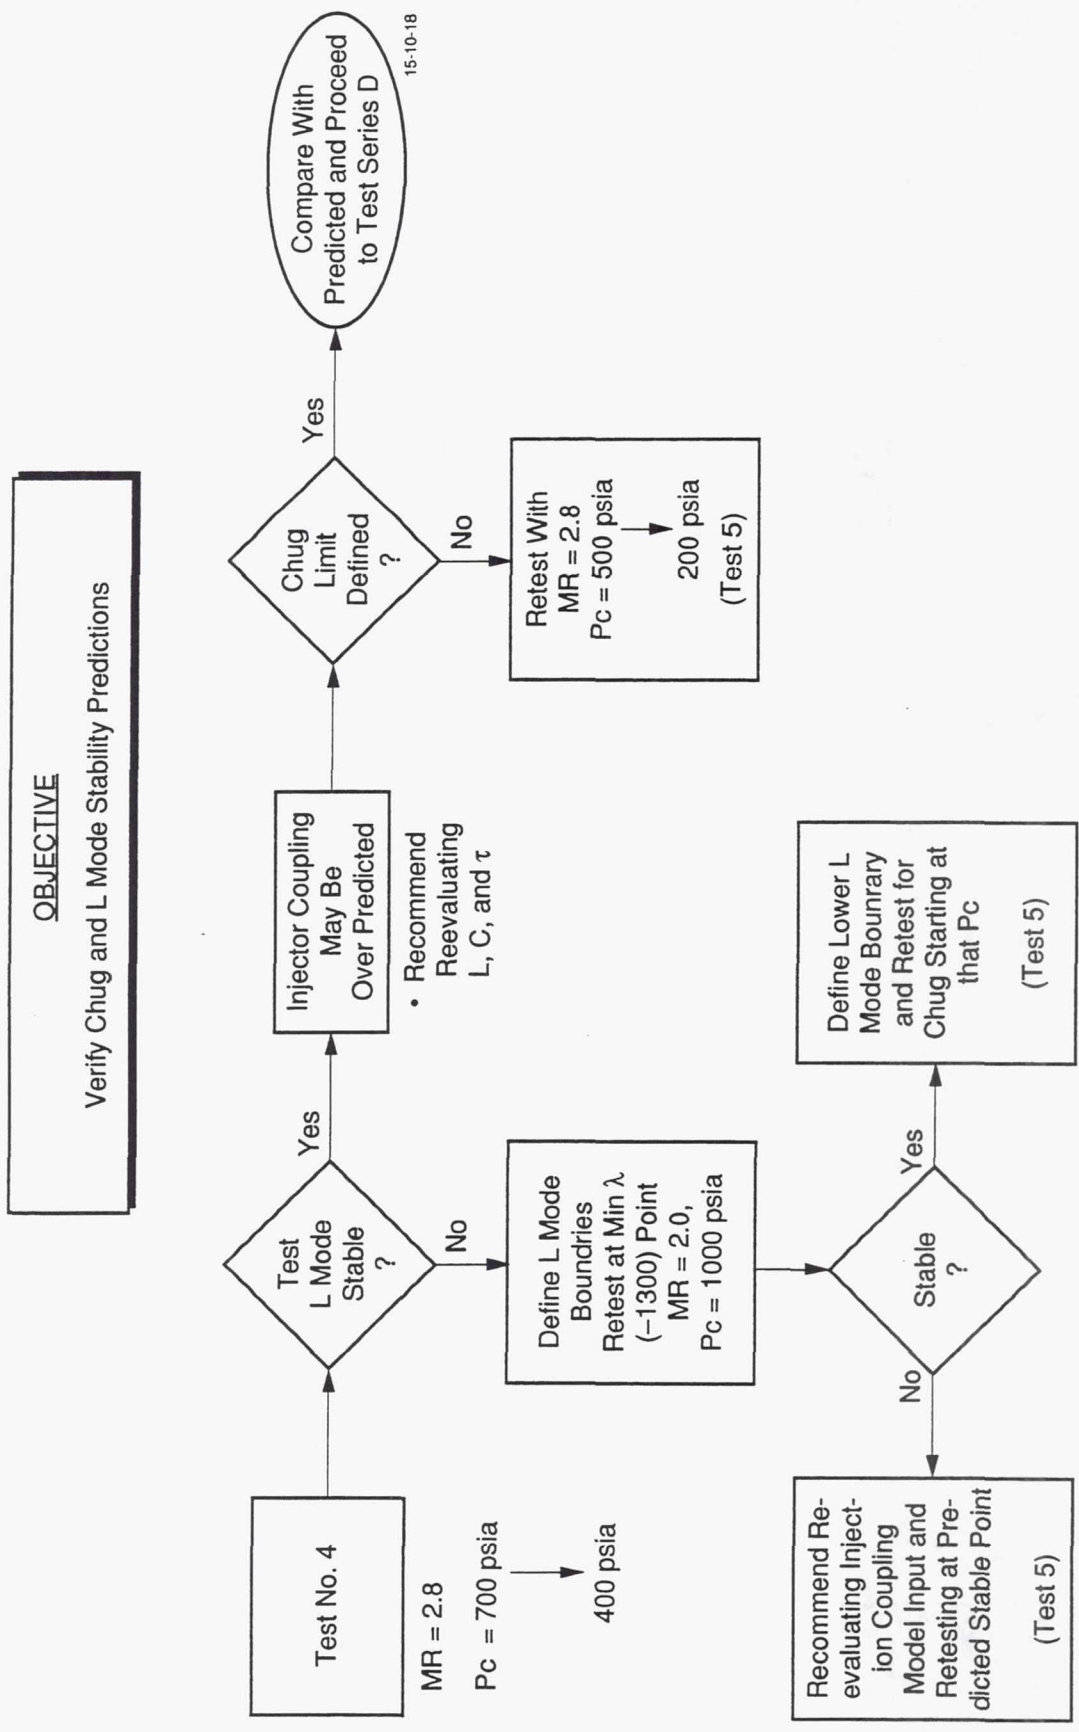 OBJECTIVE
Verify Chug and L Mode Stability Predictions
Test No. 4
MR = 2.8
Pc = 700 psia
400 psia
Test
L Mode
Stable
?
Yes
No
Injector Coupling
May Be
Over Predicted
• Recommend
Reevaluating
L, C, and τ
Chug
Limit
Defined
?
Yes
No
Compare With
Predicted and Proceed
to Test Series D
15-10-18
Retest With
MR = 2.8
Pc = 500 psia
200 psia
(Test 5)
Define L Mode
Boundries
Retest at Min λ
(−1300) Point
MR = 2.0,
Pc = 1000 psia
Stable
?
No
Yes
Recommend Re-
evaluating Inject-
ion Coupling
Model Input and
Retesting at Pre-
dicted Stable Point
(Test 5)
Define Lower L
Mode Bounrary
and Retest for
Chug Starting at
that Pc
(Test 5)